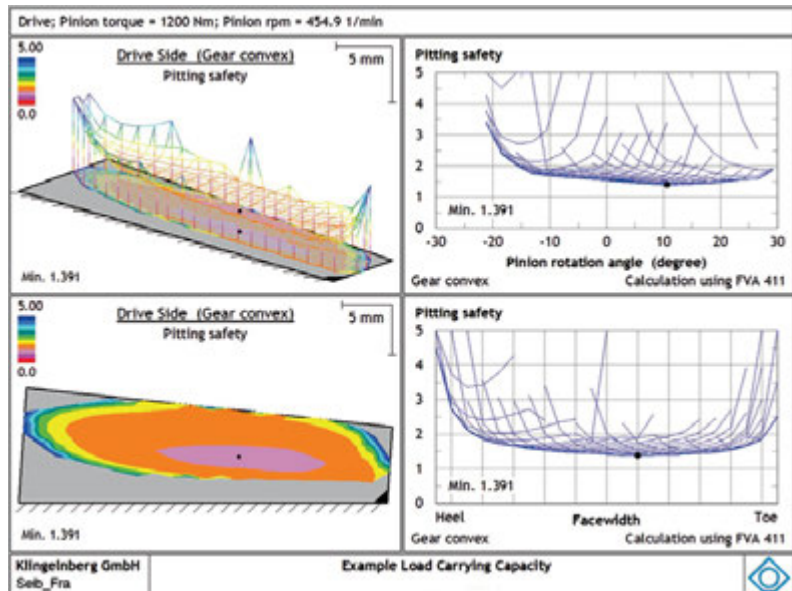 Drive; Pinion torque = 1200 Nm; Pinion rpm = 454.9 1/min
5.00
0.0
Drive Side (Gear convex)
Pitting safety
5 mm
Min. 1.391
Pitting safety
5
4
3
2
1
0
Min. 1.391
-30 -20 -10 0 10 20 30
Pinion rotation angle (degree)
Gear convex Calculation using FVA 411
5.00
0.0
Drive Side (Gear convex)
Pitting safety
5 mm
Min. 1.391
Pitting safety
5
4
3
2
1
0
Min. 1.391
Heel Facewidth Toe
Gear convex Calculation using FVA 411
Klingelnberg GmbH
Seib_Fra
Example Load Carrying Capacity